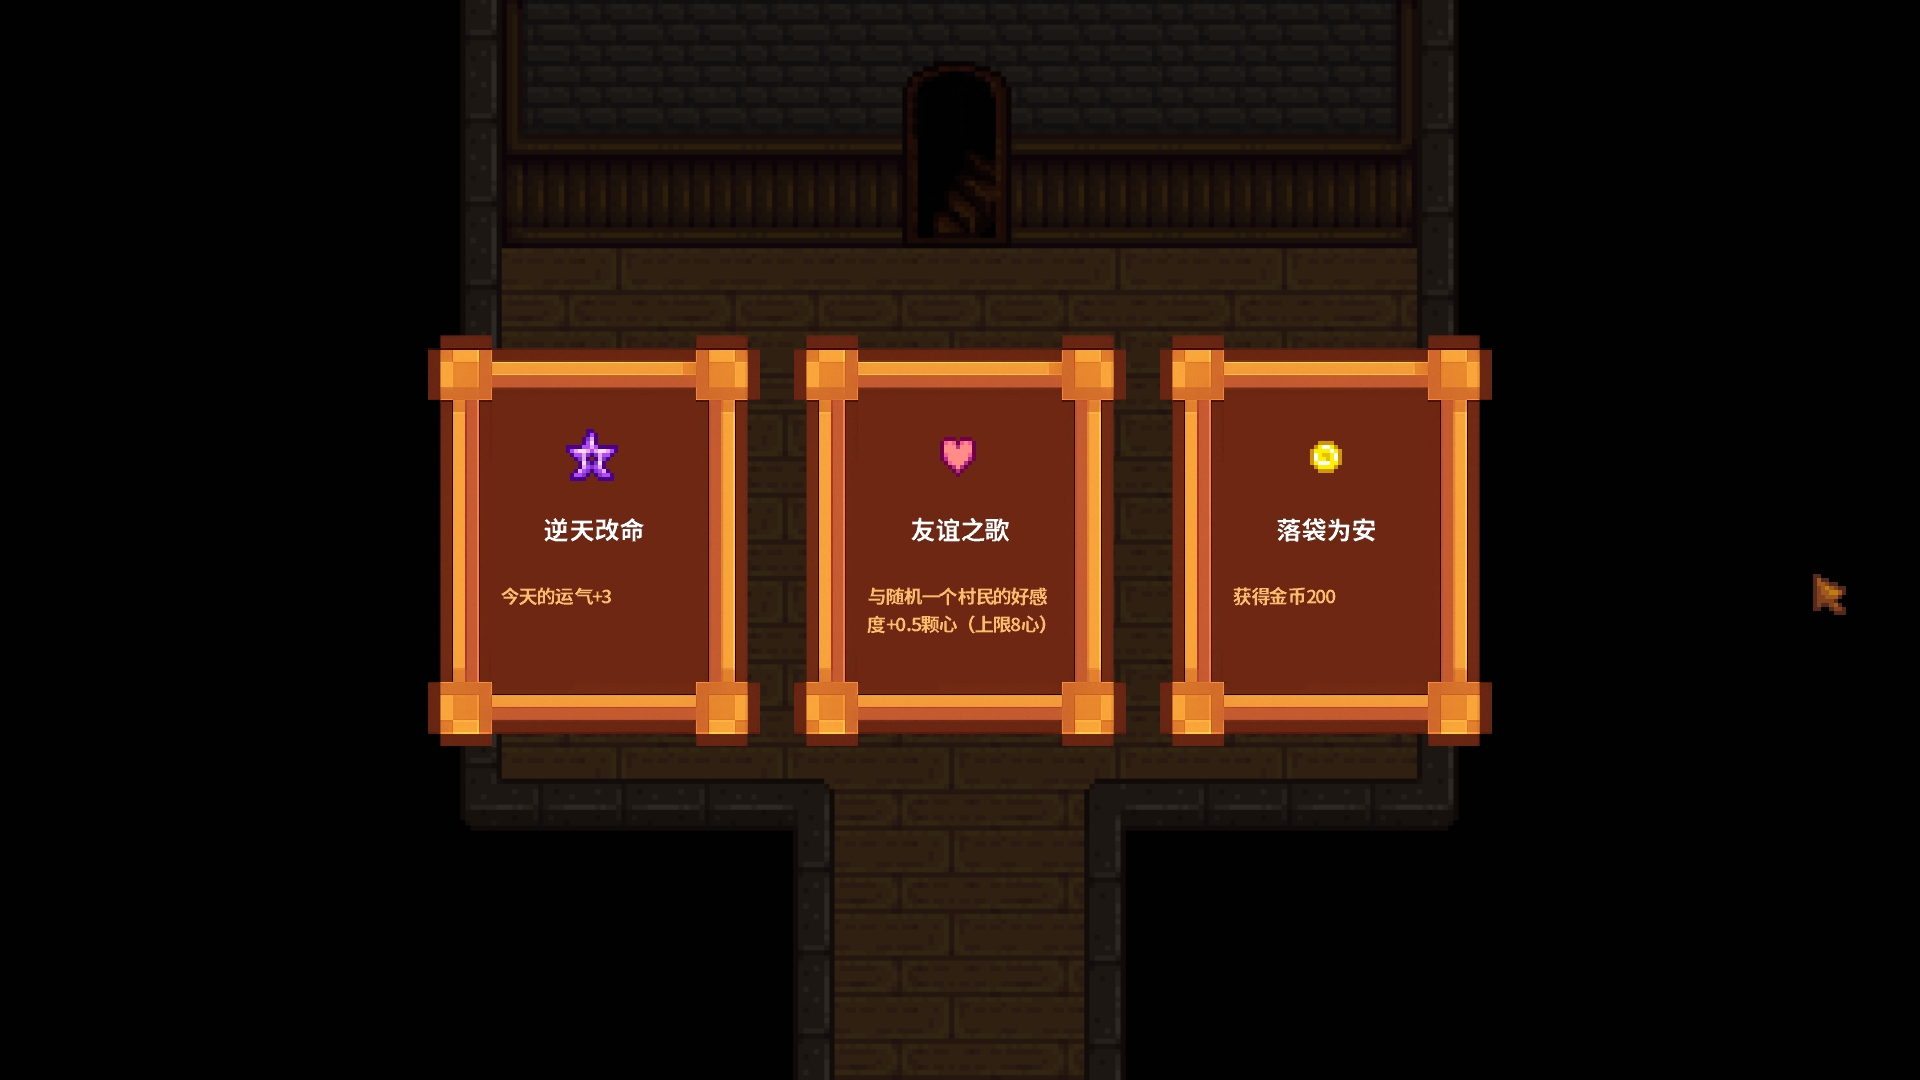 逆天改命
今天的运气+3
友谊之歌
与随机一个村民的好感
度+0.5颗心（上限8心）
落袋为安
获得金币200